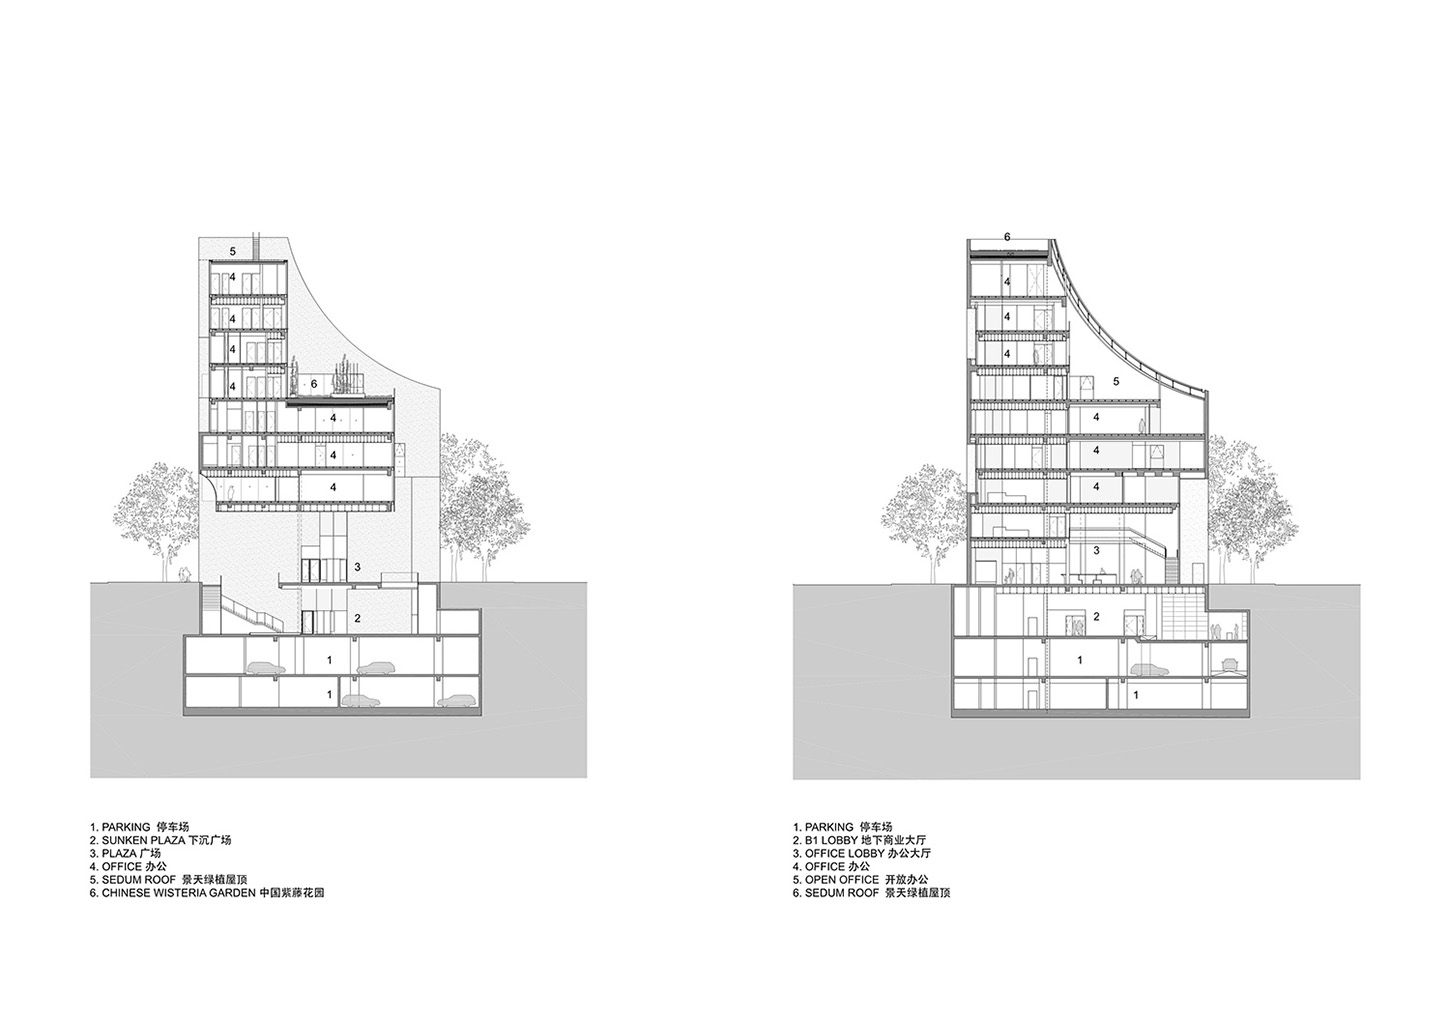 5
4
4
4
4
6
4
4
4
3
2
1
1
1. PARKING 停车场
2. SUNKEN PLAZA 下沉广场
3. PLAZA 广场
4. OFFICE 办公
5. SEDUM ROOF 景天绿植屋顶
6. CHINESE WISTERIA GARDEN 中国紫藤花园
6
4
4
4
5
4
4
4
3
2
1
1
1. PARKING 停车场
2. B1 LOBBY 地下商业大厅
3. OFFICE LOBBY 办公大厅
4. OFFICE 办公
5. OPEN OFFICE 开放办公
6. SEDUM ROOF 景天绿植屋顶